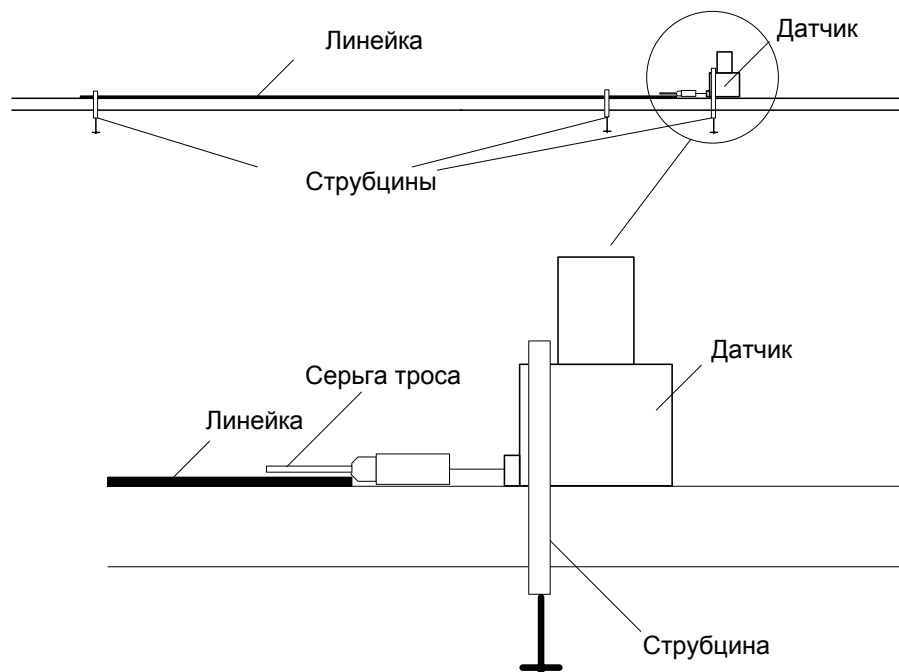 Линейка
Датчик
Струбцины
Датчик
Серьга троса
Линейка
Струбцина